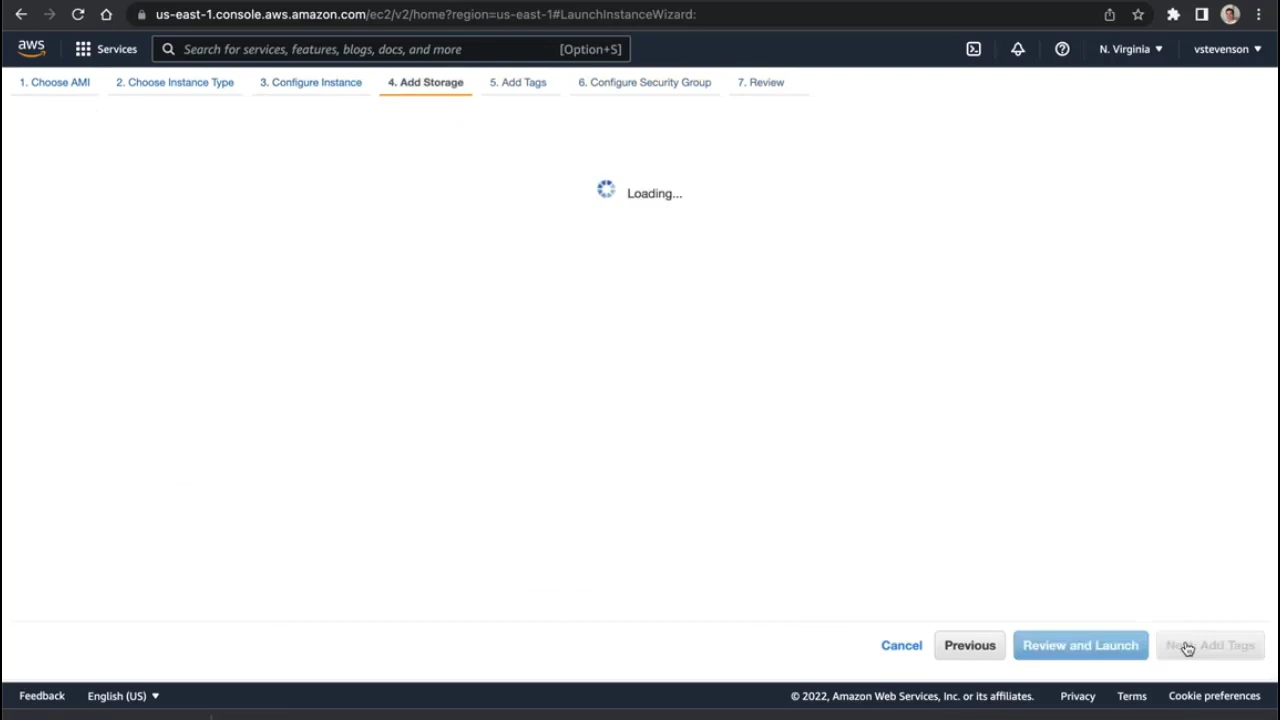 us-east-1.console.aws.amazon.com/ec2/v2/home?region=us-east-1#LaunchInstanceWizard:
aws Services Search for services, features, blogs, docs, and more [Option+S] N. Virginia ▼ vstevenson ▼
1. Choose AMI 2. Choose Instance Type 3. Configure Instance 4. Add Storage 5. Add Tags 6. Configure Security Group 7. Review
Loading...
Cancel Previous Review and Launch Add Tags
Feedback English (US) ▼ © 2022, Amazon Web Services, Inc. or its affiliates. Privacy Terms Cookie preferences